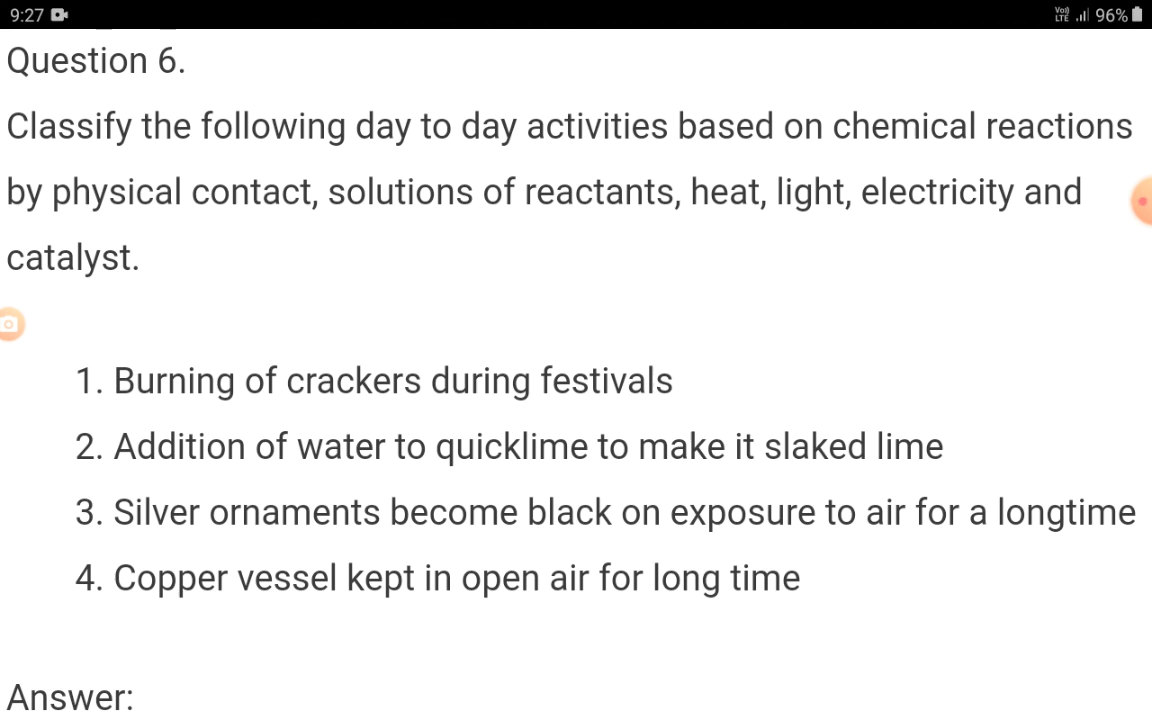 9:27
Vo)) LTE 96%
Question 6.
Classify the following day to day activities based on chemical reactions
by physical contact, solutions of reactants, heat, light, electricity and
catalyst.
1. Burning of crackers during festivals
2. Addition of water to quicklime to make it slaked lime
3. Silver ornaments become black on exposure to air for a longtime
4. Copper vessel kept in open air for long time
Answer: